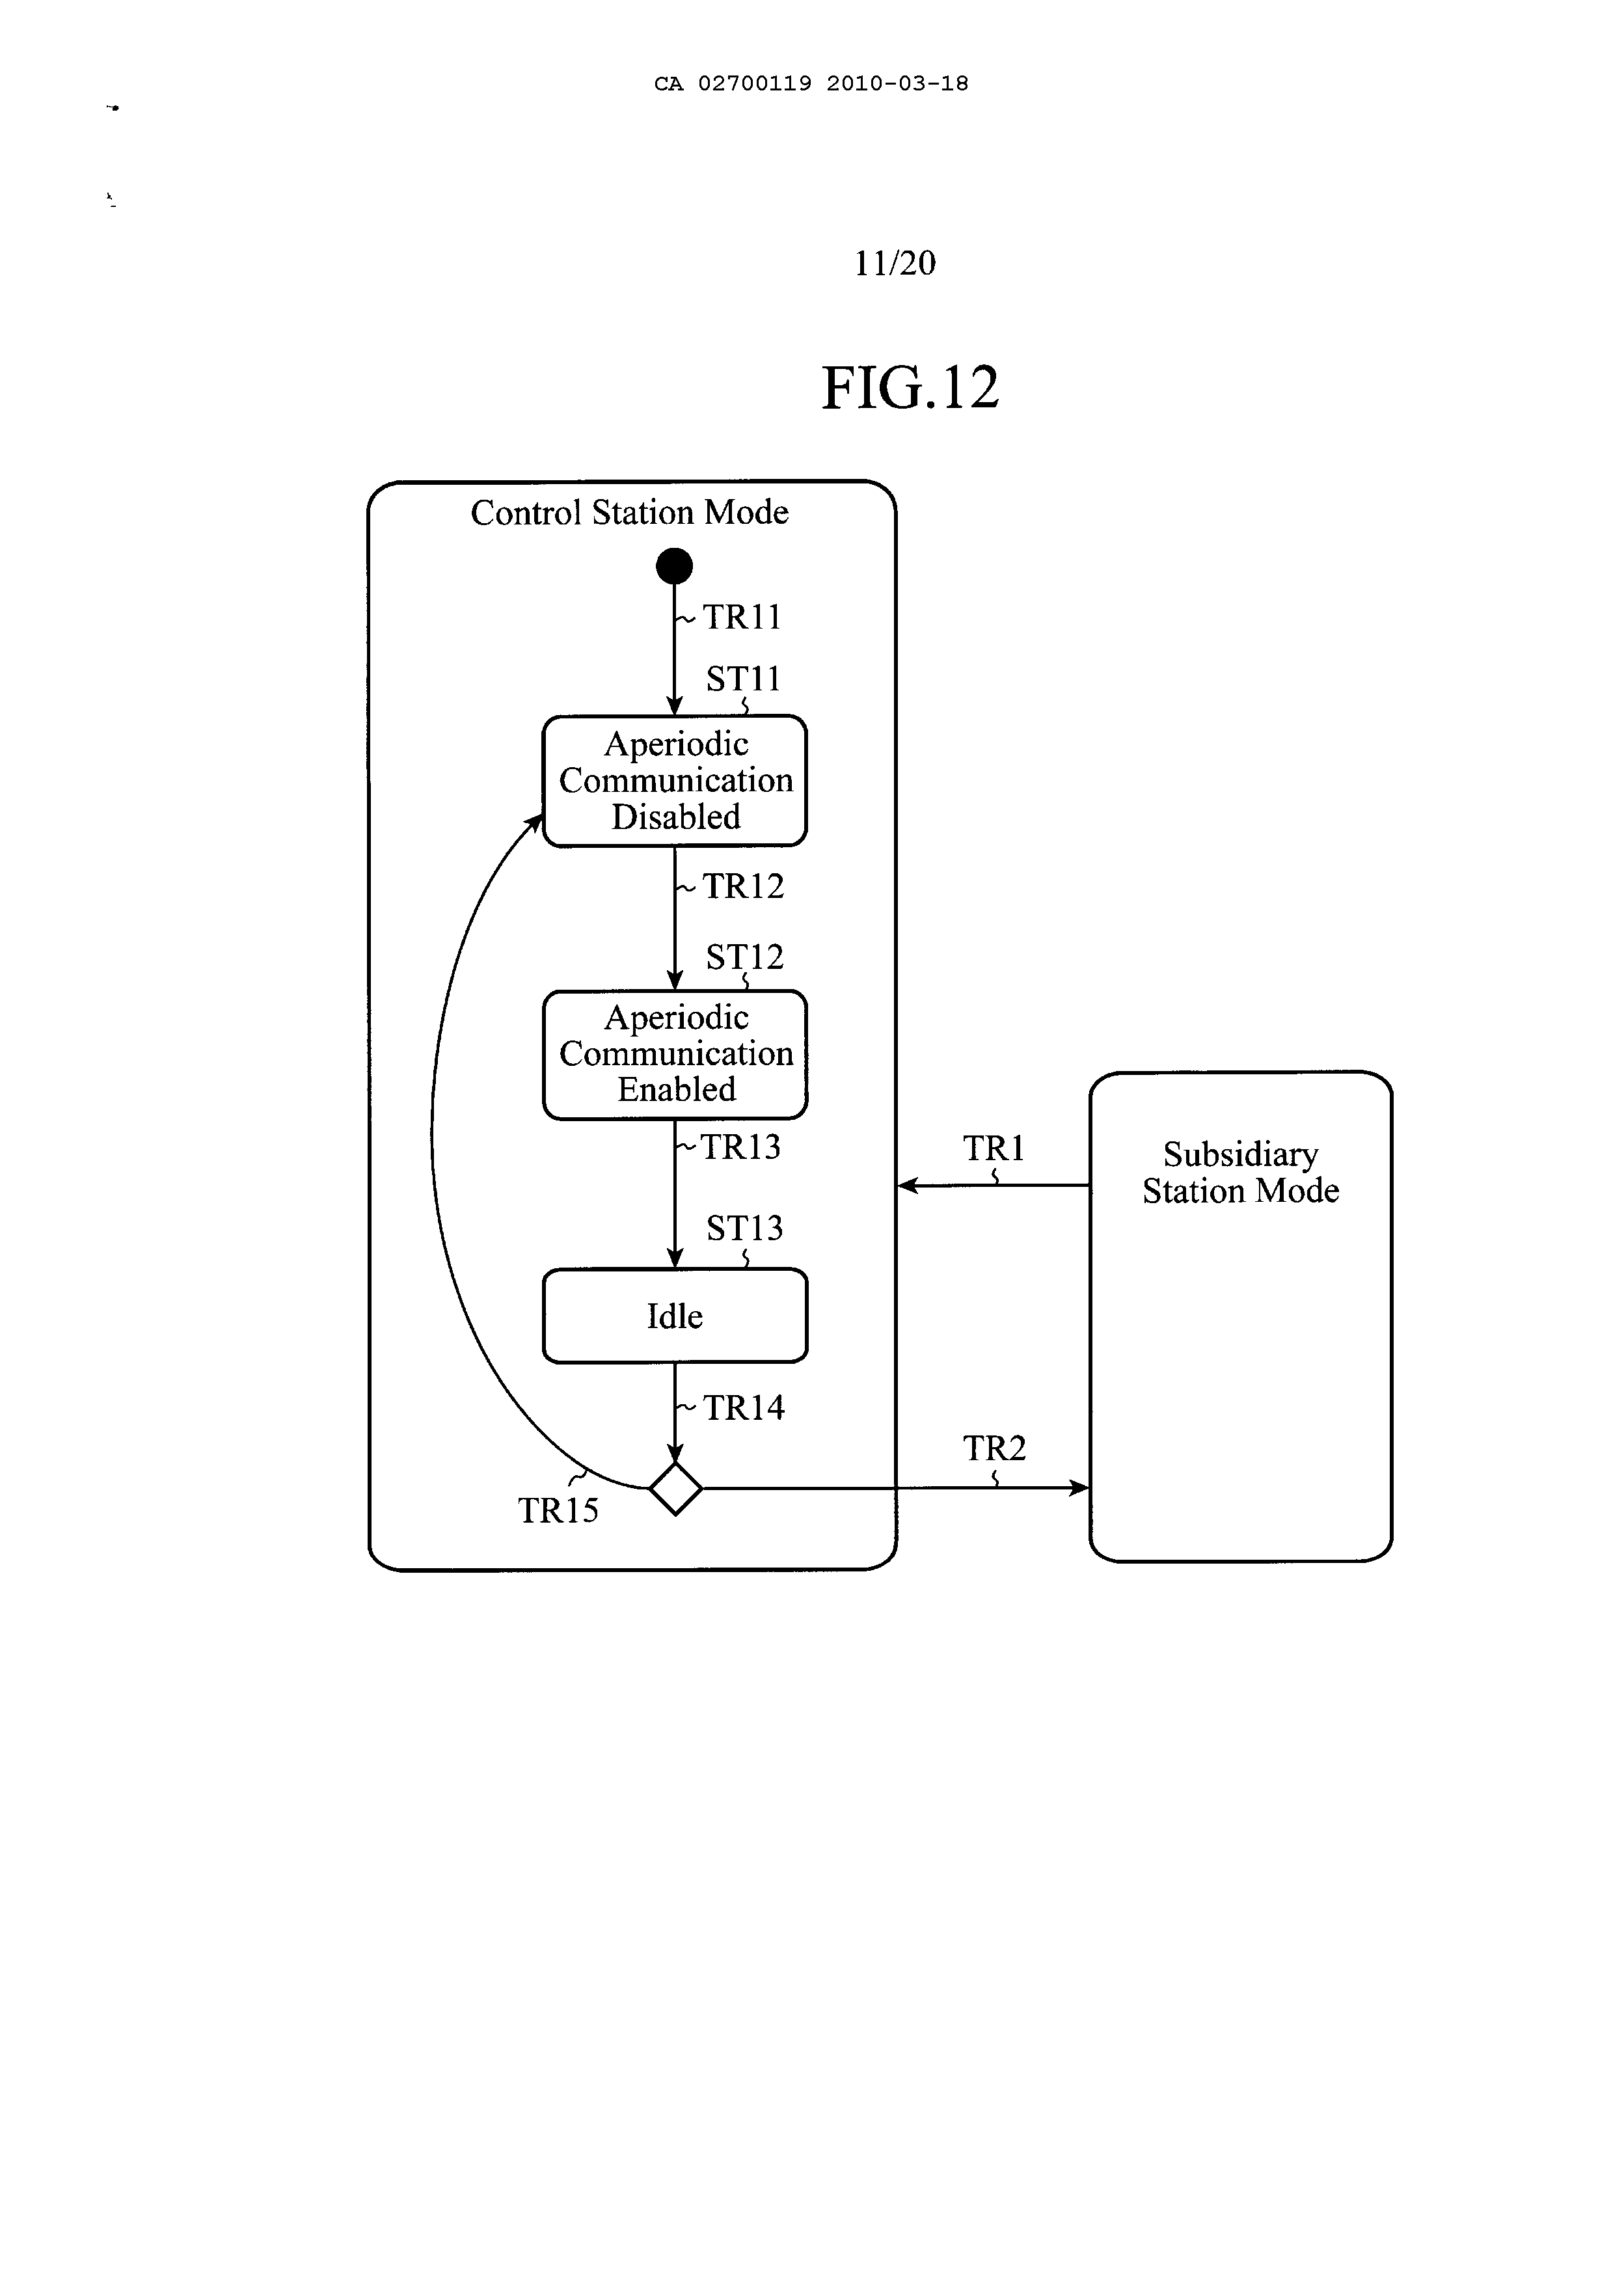 CA 02700119 2010-03-18
11/20
FIG.12
Control Station Mode
TR11
ST11
Aperiodic
Communication
Disabled
TR12
ST12
Aperiodic
Communication
Enabled
TR13
ST13
Idle
TR14
TR15
TR1
Subsidiary
Station Mode
TR2